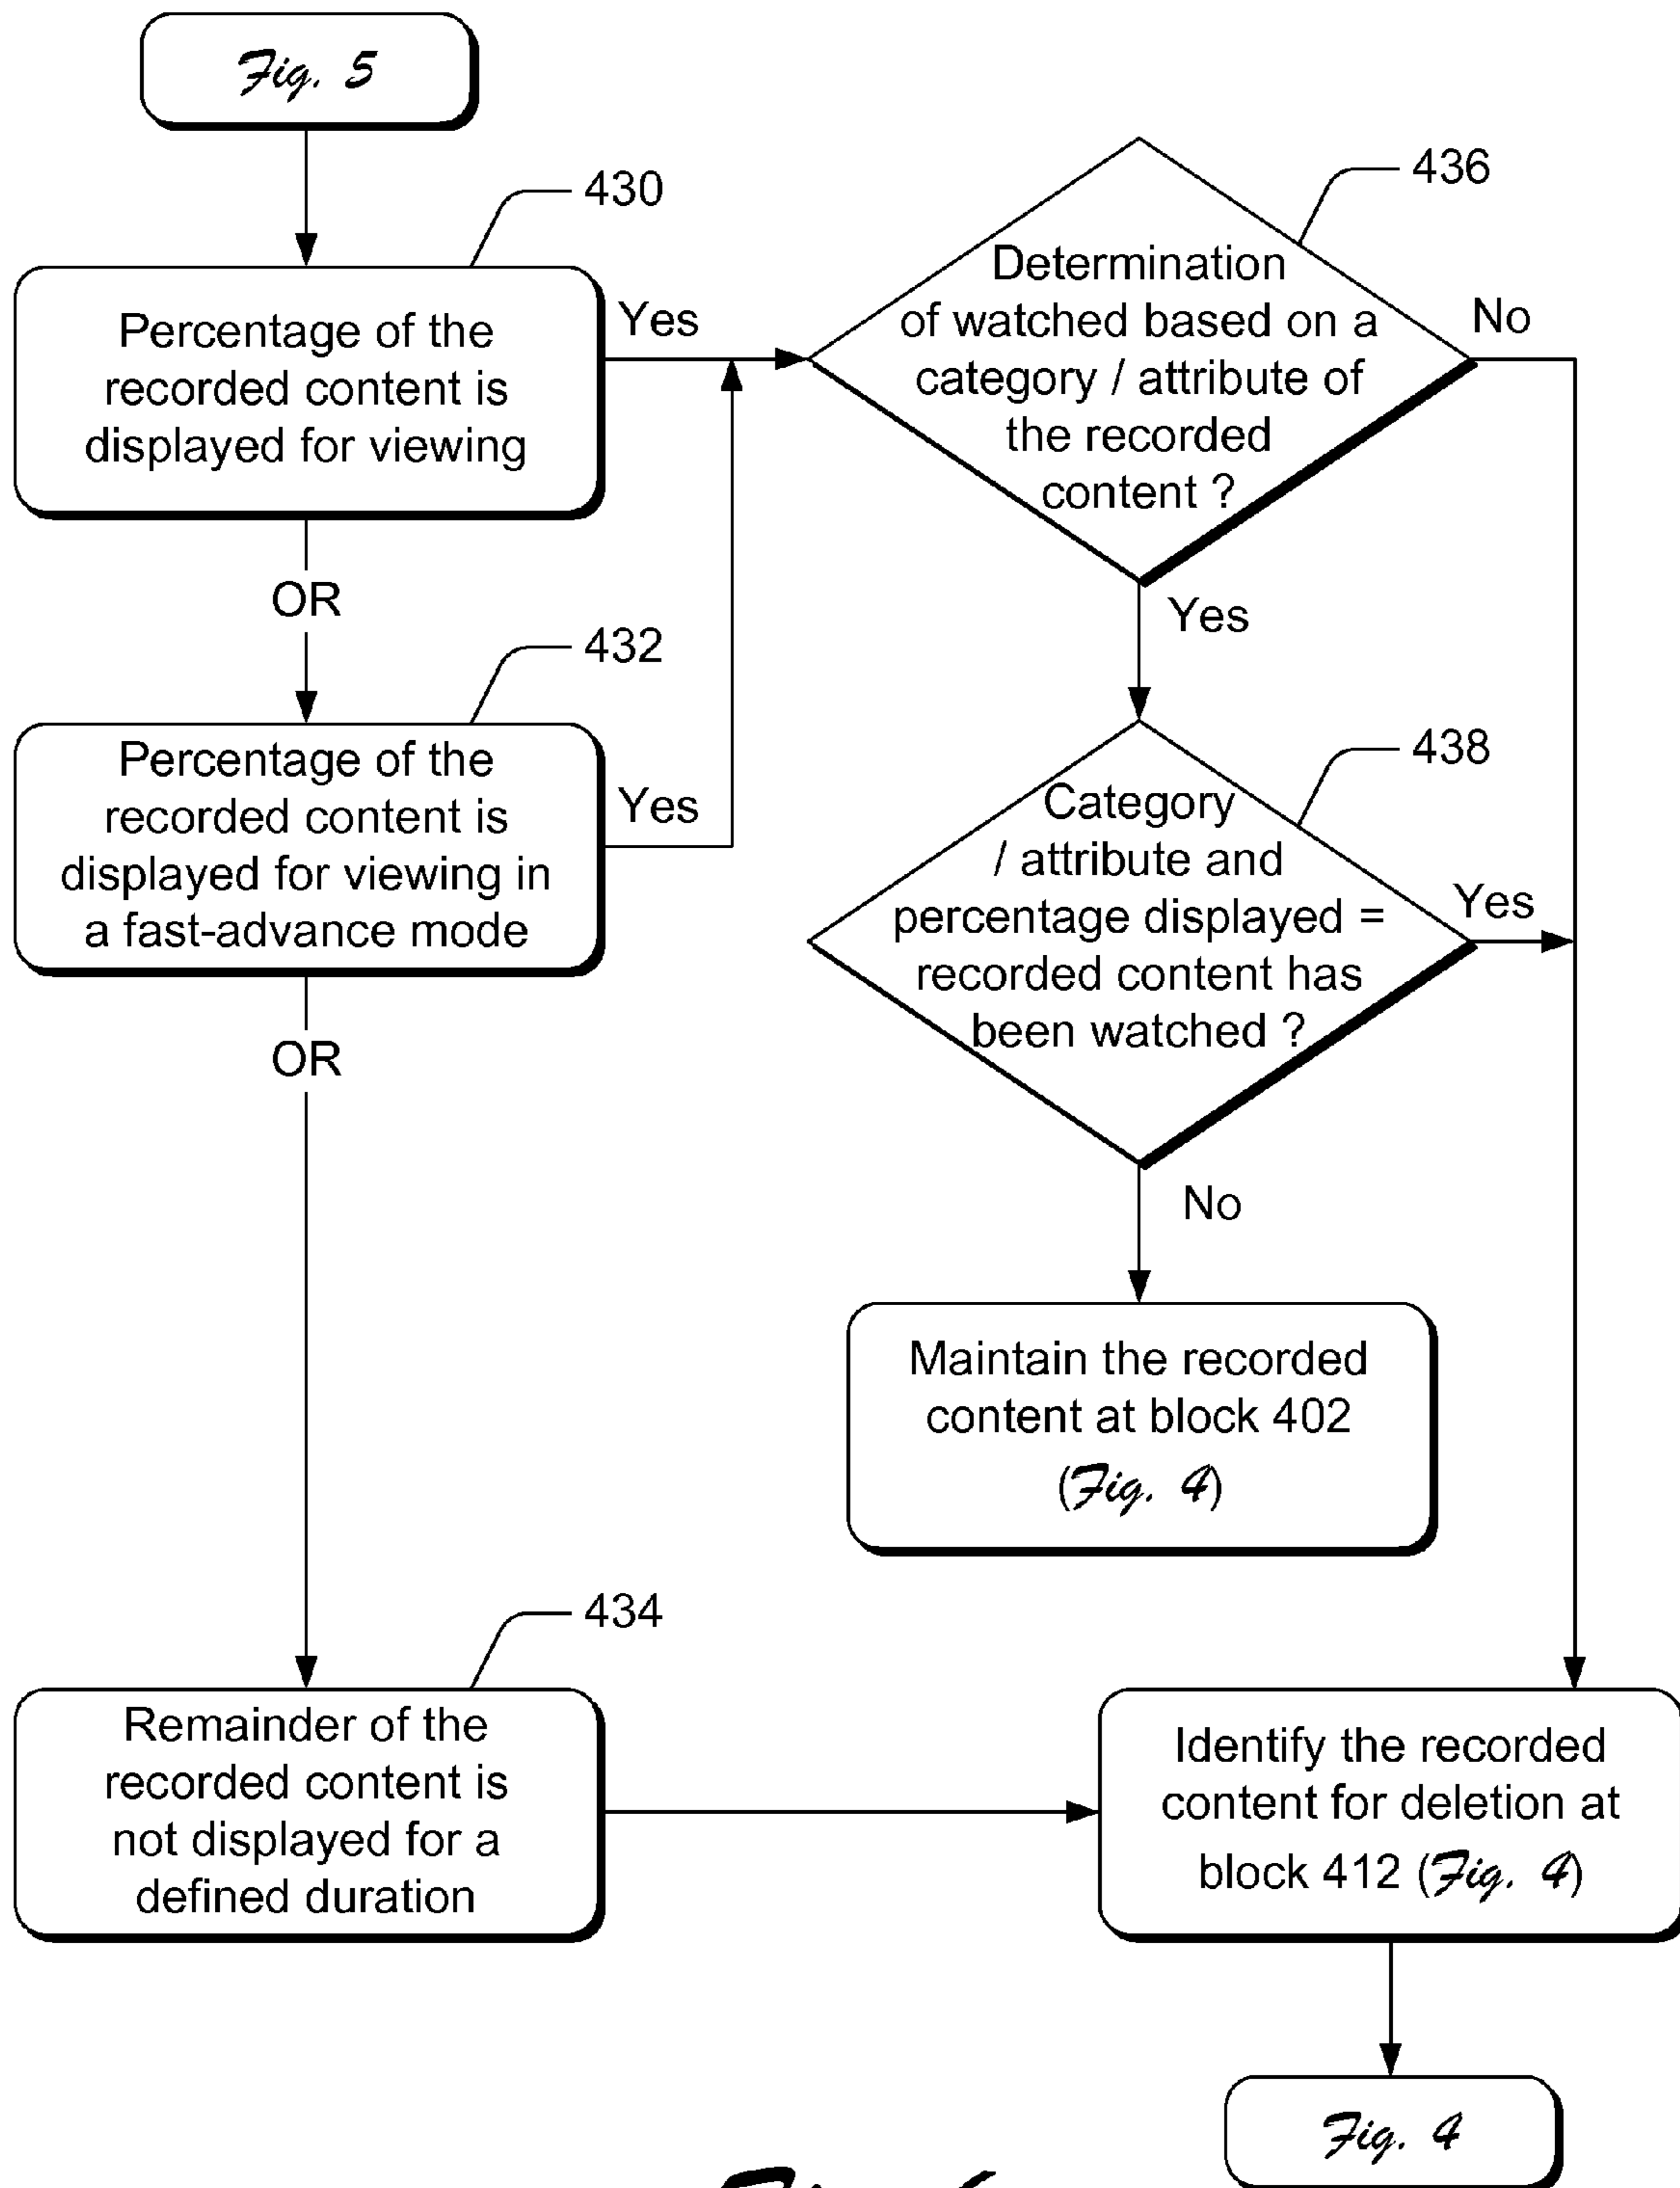 Fig. 5
430
Percentage of the
recorded content is
displayed for viewing
Yes
OR
432
Percentage of the
recorded content is
displayed for viewing in
a fast-advance mode
Yes
OR
434
Remainder of the
recorded content is
not displayed for a
defined duration
436
Determination
of watched based on a
category / attribute of
the recorded
content ?
No
Yes
438
Category
/ attribute and
percentage displayed =
recorded content has
been watched ?
Yes
No
Maintain the recorded
content at block 402
(Fig. 4)
Identify the recorded
content for deletion at
block 412 (Fig. 4)
Fig. 4